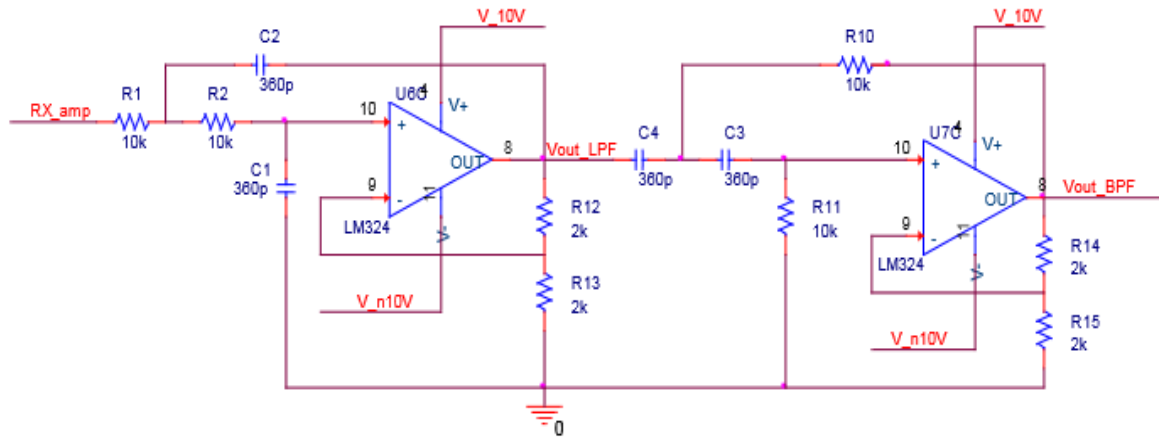 V_10V
V_10V
C2
360p
R10
10k
RX_amp
R1
10k
R2
10k
C1
360p
10
+
9
-
4
V+
OUT
8
11
V-
U6C
LM324
V_n10V
Vout_LPF
R12
2k
R13
2k
C4
360p
C3
360p
R11
10k
10
+
9
-
U7C
4
V+
OUT
8
11
V-
LM324
V_n10V
Vout_BPF
R14
2k
R15
2k
0